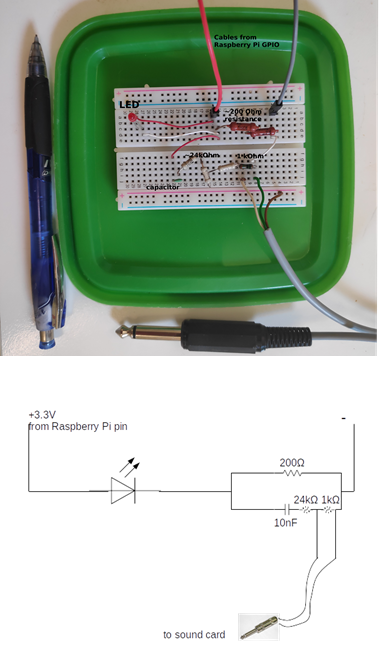 Cables from
Raspberry Pi GPIO
LED
~200 Ohm
resistance
~24kOhm
1kOhm
capacitor
+3.3V
from Raspberry Pi pin
-
200Ω
24kΩ 1kΩ
10nF
to sound card